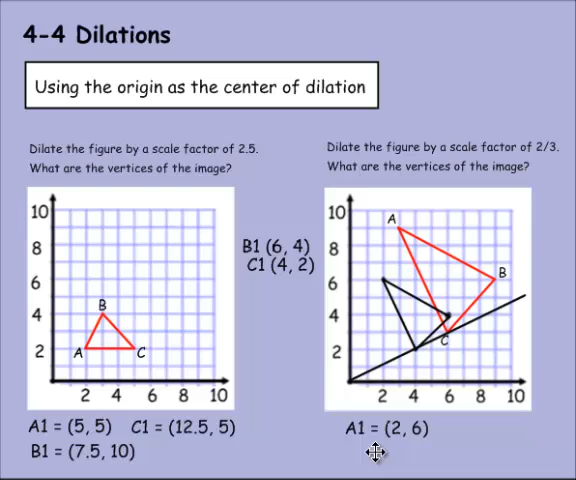 4-4 Dilations
Using the origin as the center of dilation
Dilate the figure by a scale factor of 2.5.
What are the vertices of the image?
10
8
6
4
2
B
A
C
2 4 6 8 10
A1 = (5, 5) C1 = (12.5, 5)
B1 = (7.5, 10)
B1 (6, 4)
C1 (4, 2)
Dilate the figure by a scale factor of 2/3.
What are the vertices of the image?
10
8
6
4
2
A
B
C
2 4 6 8 10
A1 = (2, 6)